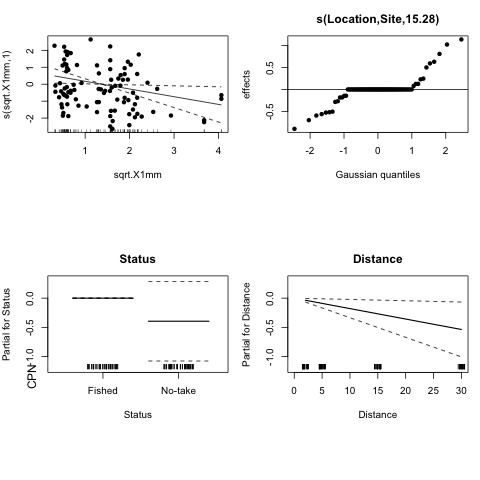 s(Location,Site,15.28)
s(sqrt.X1mm,1)
2
1
0
-2
1
2
3
4
sqrt.X1mm
effects
0.5
-0.5
-2
-1
0
1
2
Gaussian quantiles
Status
Partial for Status
0.0
-0.5
-1.0
CPN
Fished
No-take
Status
Distance
Partial for Distance
0.0
-0.5
-1.0
0
5
10
15
20
25
30
Distance